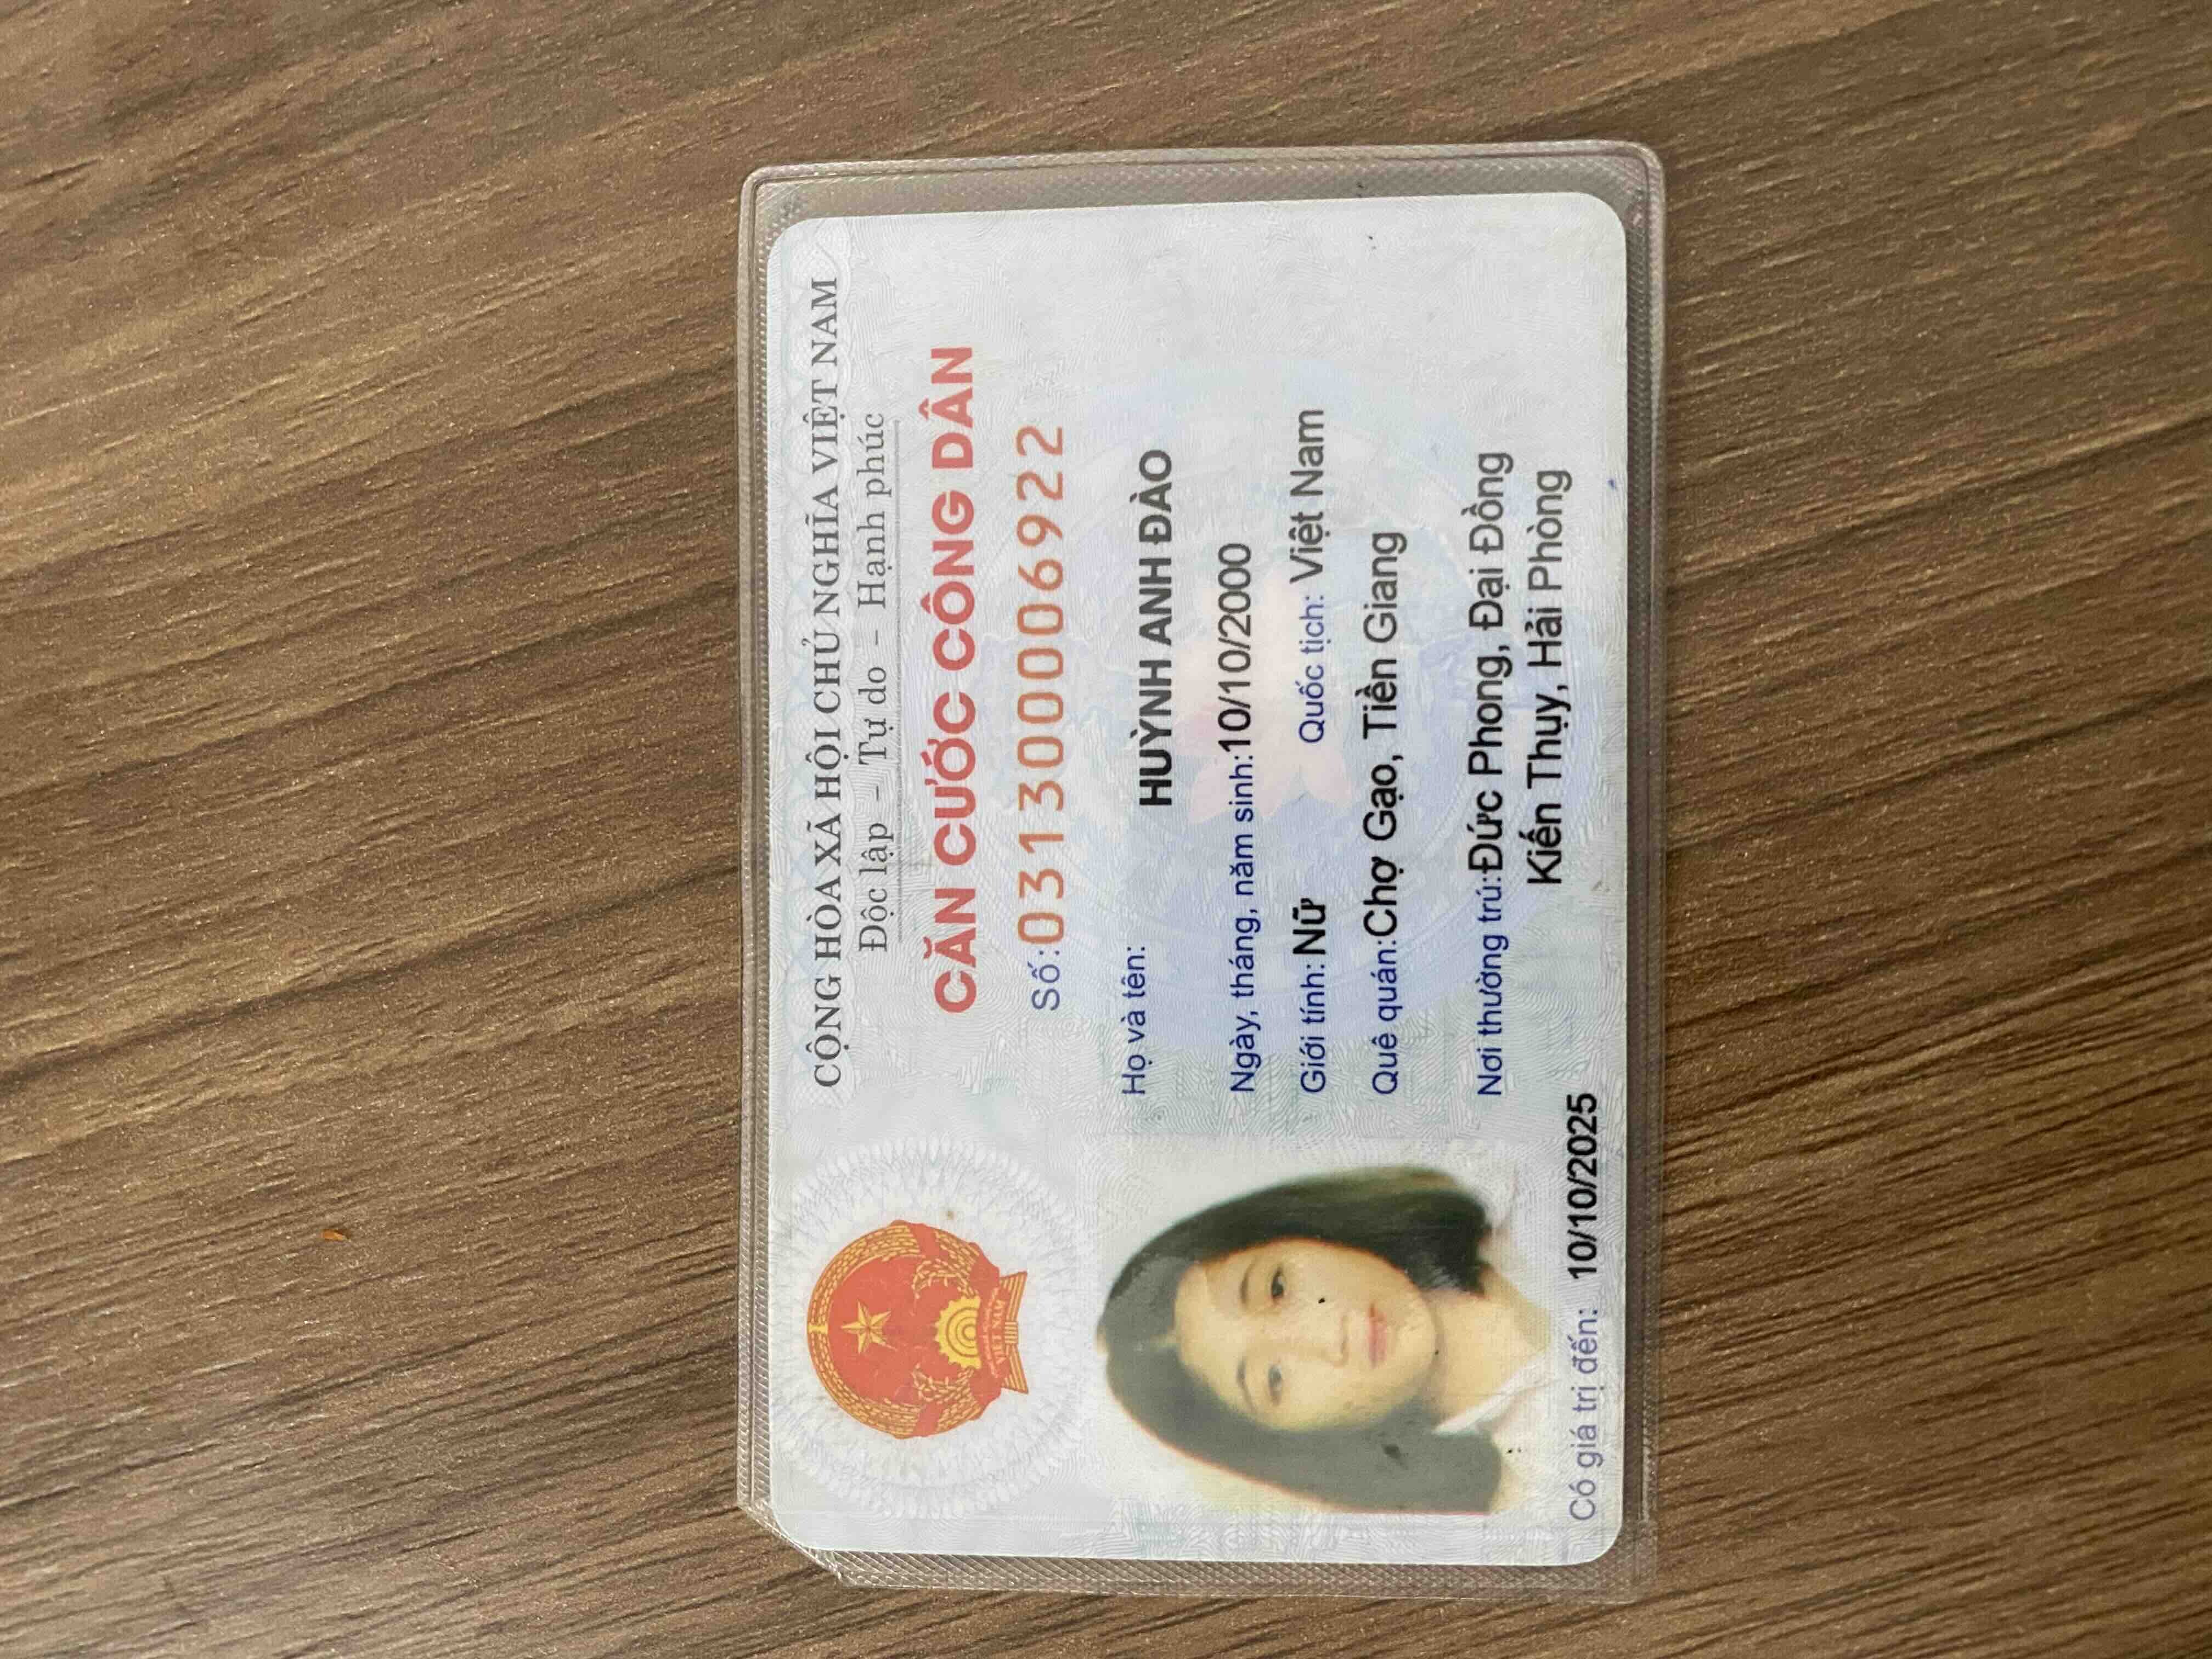 CỘNG HÒA XÃ HỘI CHỦ NGHĨA VIỆT NAM
Độc lập – Tự do – Hạnh phúc
CĂN CƯỚC CÔNG DÂN
Số: 031300006922
Họ và tên:
HUỲNH ANH ĐÀO
Ngày, tháng, năm sinh: 10/10/2000
Giới tính: Nữ Quốc tịch: Việt Nam
Quê quán: Chợ Gạo, Tiền Giang
Nơi thường trú: Đức Phong, Đại Đồng
Kiến Thụy, Hải Phòng
Có giá trị đến: 10/10/2025
VIỆT NAM